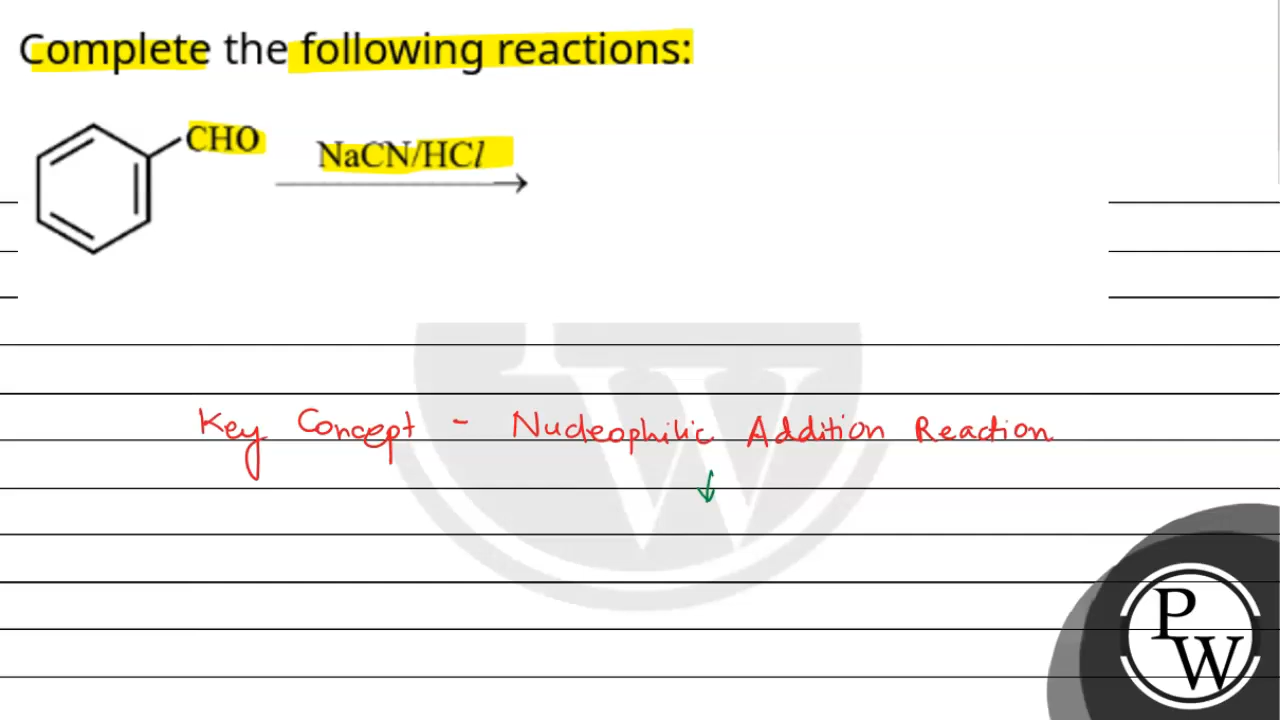 Complete the following reactions:
CHO
NaCN/HCl
Key Concept - Nucleophilic Addition Reaction
PW